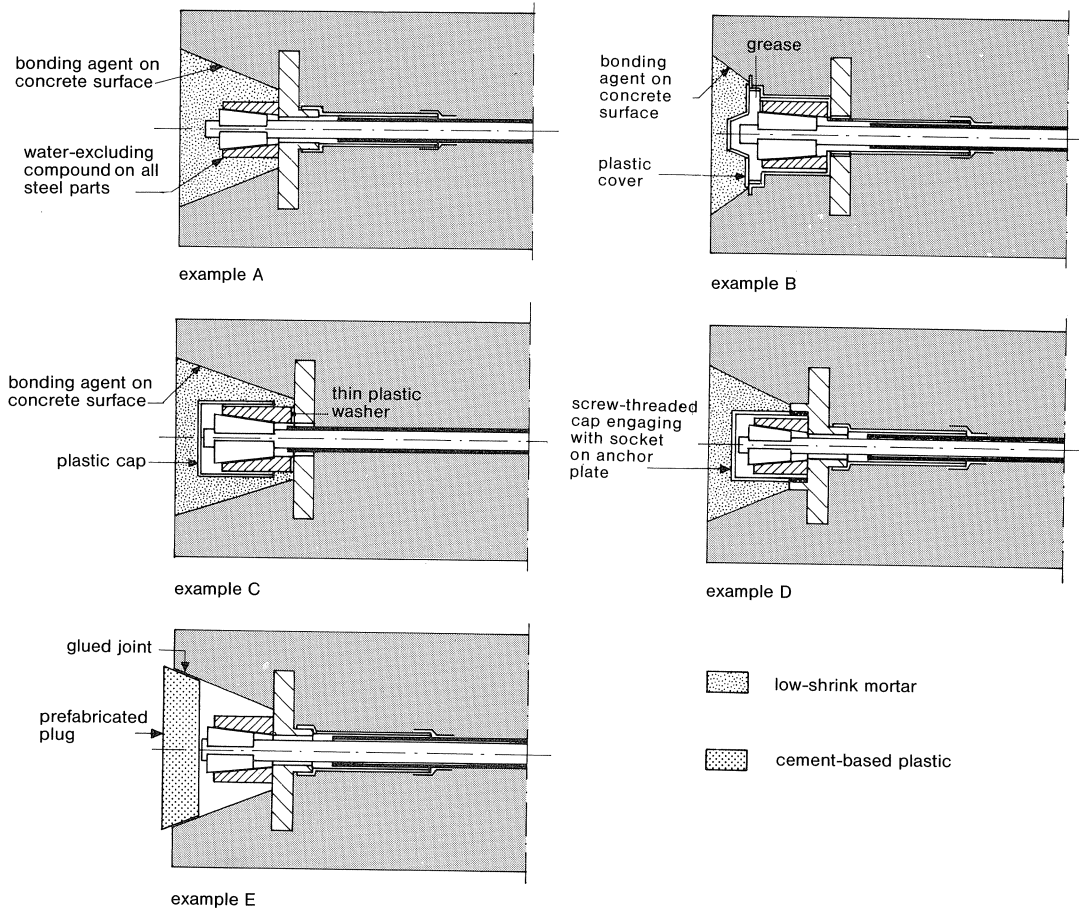 bonding agent on
concrete surface
water-excluding
compound on all
steel parts
example A
grease
bonding
agent on
concrete
surface
plastic
cover
example B
bonding agent on
concrete surface
thin plastic
washer
plastic cap
example C
screw-threaded
cap engaging
with socket
on anchor
plate
example D
glued joint
prefabricated
plug
example E
low-shrink mortar
cement-based plastic